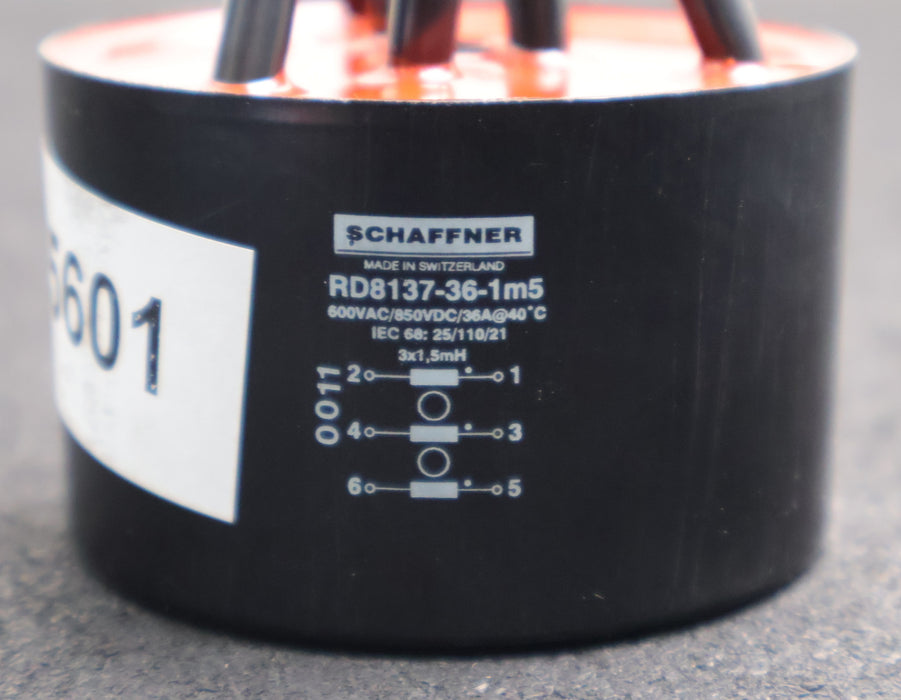 SCHAFFNER
MADE IN SWITZERLAND
RD8137-36-1m5
600VAC/850VDC/36A@40°C
IEC 68: 25/110/21
3x1,5mH
2 1
4 3
6 5
0011
5601